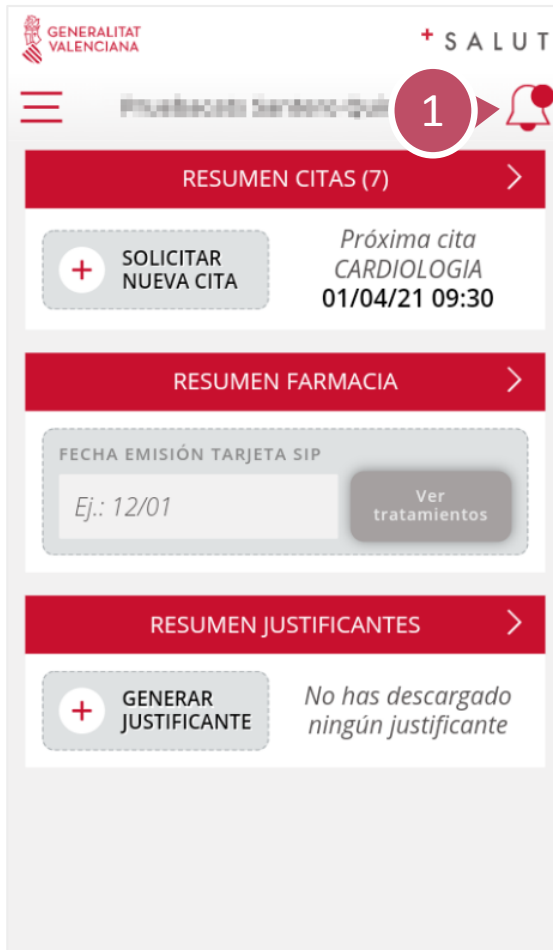 GENERALITAT
VALENCIANA
+ SALUT
1
RESUMEN CITAS (7)
SOLICITAR
NUEVA CITA
Próxima cita
CARDIOLOGIA
01/04/21 09:30
RESUMEN FARMACIA
FECHA EMISIÓN TARJETA SIP
Ej.: 12/01
Ver
tratamientos
RESUMEN JUSTIFICANTES
GENERAR
JUSTIFICANTE
No has descargado
ningún justificante